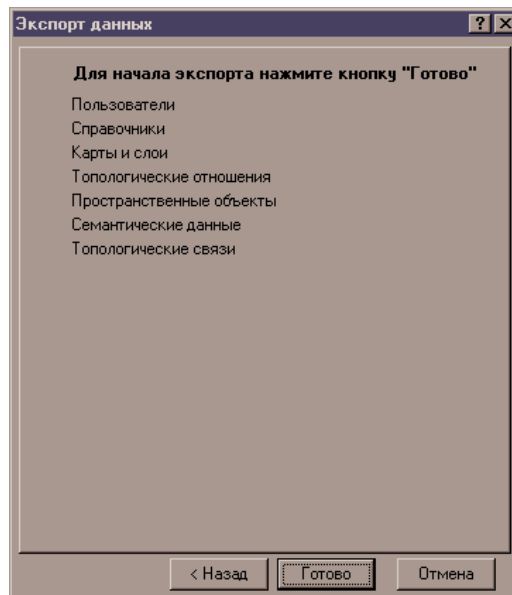 Экспорт данных
Для начала экспорта нажмите кнопку "Готово"
Пользователи
Справочники
Карты и слои
Топологические отношения
Пространственные объекты
Семантические данные
Топологические связи
< Назад Готово Отмена